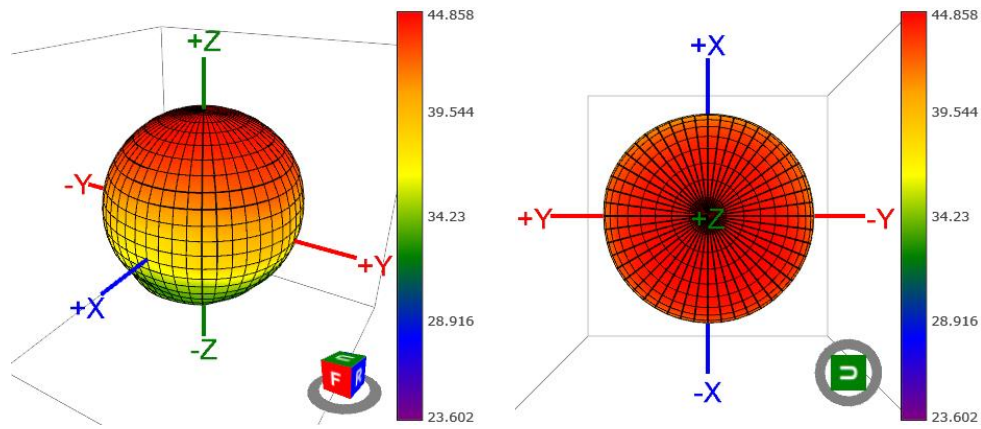 44.858
39.544
34.23
28.916
23.602
+Z
-Y
+Y
+X
-Z
F
R
U
44.858
39.544
34.23
28.916
23.602
+X
+Y
+Z
-Y
-X
U